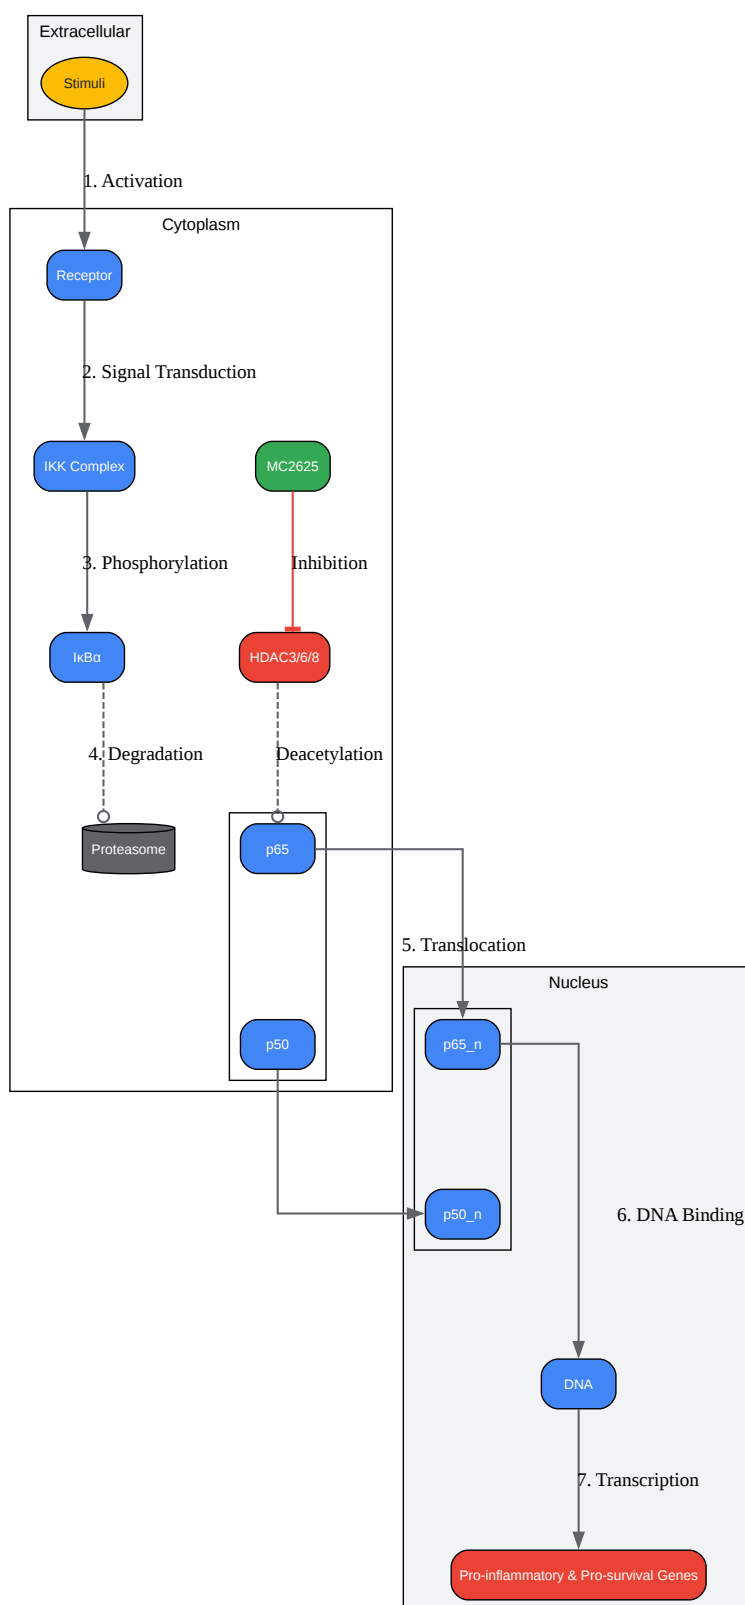 Extracellular
Stimuli
1. Activation
Cytoplasm
Receptor
2. Signal Transduction
IKK Complex
MC2625
3. Phosphorylation
Inhibition
IκBα
HDAC3/6/8
4. Degradation
Deacetylation
Proteasome
p65
5. Translocation
Nucleus
p50
p65_n
p50_n
6. DNA Binding
DNA
7. Transcription
Pro-inflammatory & Pro-survival Genes